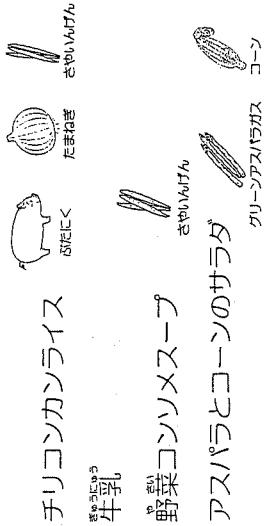 チリコンカンライス
ぶたにく
たまねぎ
さやいんげん
ぎゅうにゅう
牛乳
やさい
野菜コンソメスープ
さやいんげん
アスパラとコーンのサラダ
グリーンアスパラガス
コーン